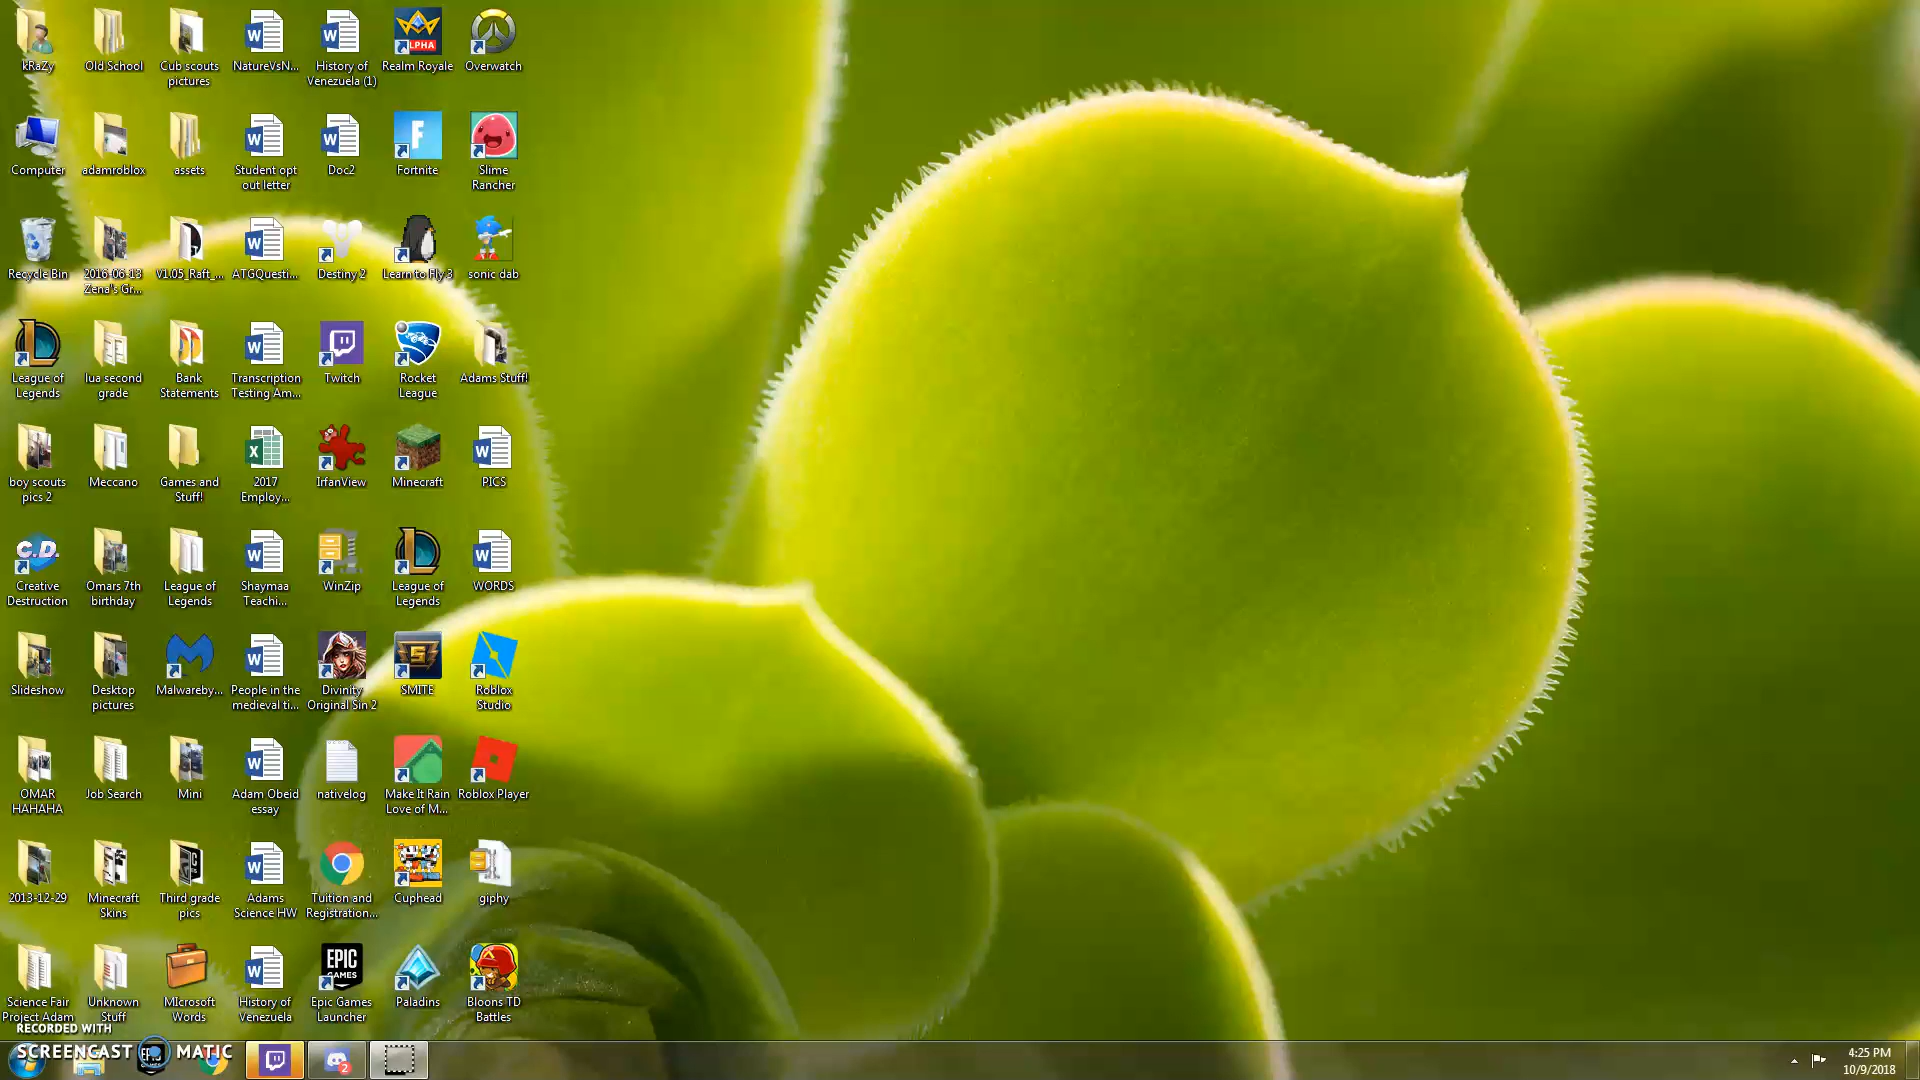 kRaZy
Old School
Cub scouts
pictures
NatureVsN...
History of
Venezuela (1)
ALPHA
Realm Royale
Overwatch
Computer
adamroblox
assets
Student opt
out letter
Doc2
F
Fortnite
Slime
Rancher
Recycle Bin
2016-06-13
Zena's Gr...
V1.05_Raft_...
ATGQuesti...
Destiny 2
Learn to Fly 3
sonic dab
League of
Legends
lua second
grade
Bank
Statements
Transcription
Testing Am...
Twitch
Rocket
League
Adams Stuff!
boy scouts
pics 2
Meccano
Games and
Stuff!
2017
Employ...
IrfanView
Minecraft
PICS
C.D.
Creative
Destruction
Omars 7th
birthday
League of
Legends
Shaymaa
Teachi...
WinZip
League of
Legends
WORDS
Slideshow
Desktop
pictures
Malwareby...
People in the
medieval ti...
Divinity
Original Sin 2
SMITE
Roblox
Studio
OMAR
HAHAHA
Job Search
Mini
Adam Obeid
essay
nativelog
Make It Rain
Love of M...
Roblox Player
2013-12-29
Minecraft
Skins
Third grade
pics
Adams
Science HW
Tuition and
Registration...
Cuphead
giphy
Science Fair
Project Adam
Unknown
Stuff
MIcrosoft
Words
History of
Venezuela
EPIC
GAMES
Epic Games
Launcher
Paladins
Bloons TD
Battles
RECORDED WITH
SCREENCAST MATIC
2
4:25 PM
10/9/2018